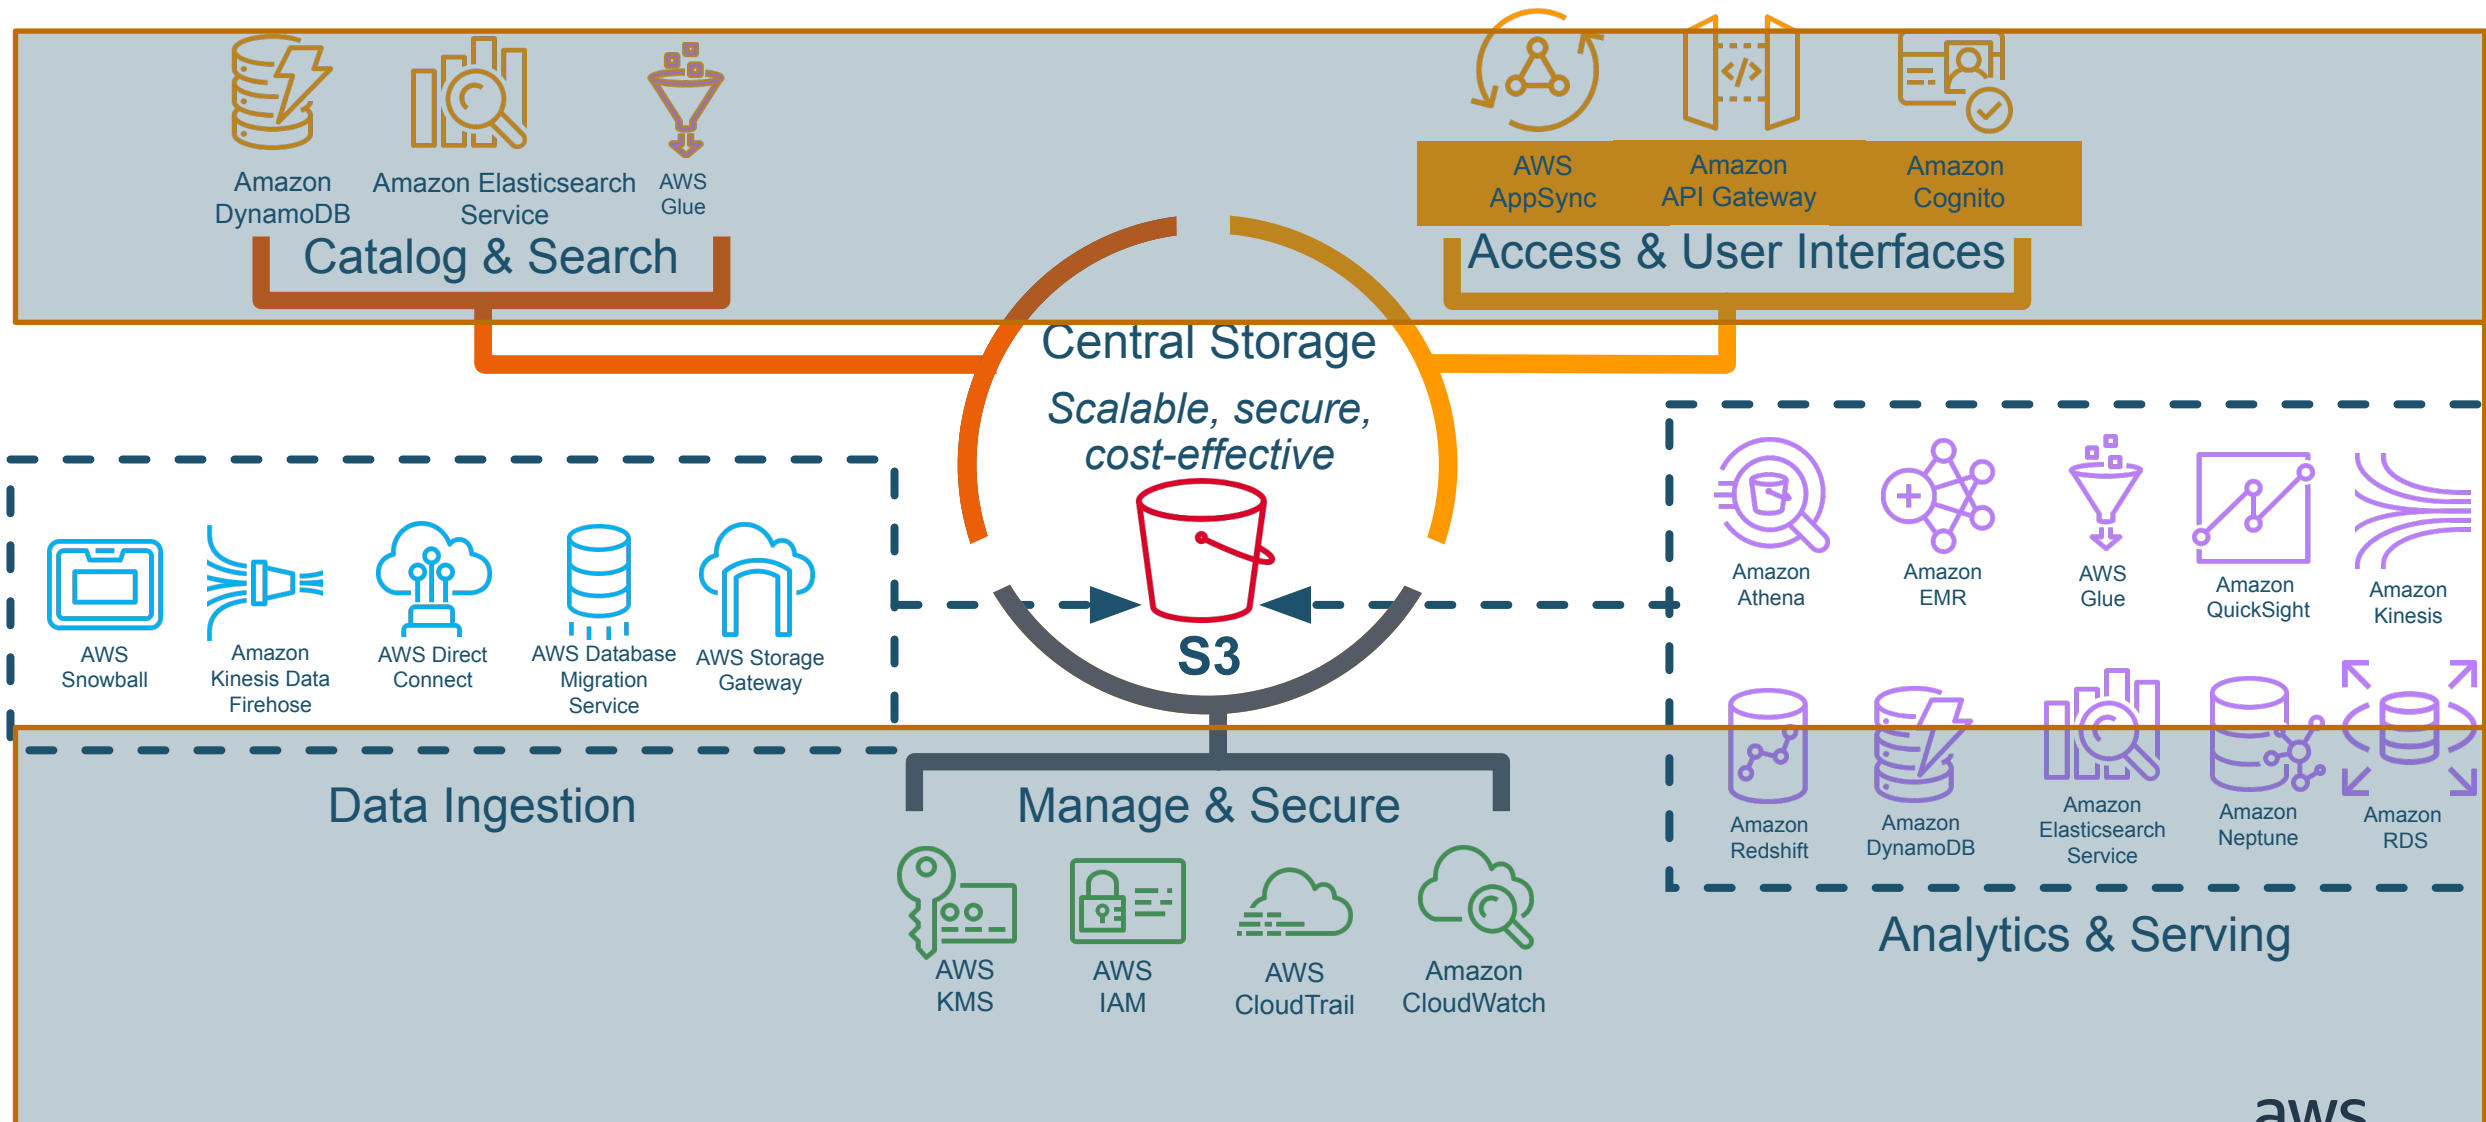 Amazon
DynamoDB
Amazon Elasticsearch
Service
AWS
Glue
Catalog & Search
AWS
AppSync
Amazon
API Gateway
Amazon
Cognito
Access & User Interfaces
Central Storage
Scalable, secure,
cost-effective
S3
AWS
Snowball
Amazon
Kinesis Data
Firehose
AWS Direct
Connect
AWS Database
Migration
Service
AWS Storage
Gateway
Data Ingestion
Amazon
Athena
Amazon
EMR
AWS
Glue
Amazon
QuickSight
Amazon
Kinesis
Amazon
Redshift
Amazon
DynamoDB
Amazon
Elasticsearch
Service
Amazon
Neptune
Amazon
RDS
Analytics & Serving
Manage & Secure
AWS
KMS
AWS
IAM
AWS
CloudTrail
Amazon
CloudWatch
aws